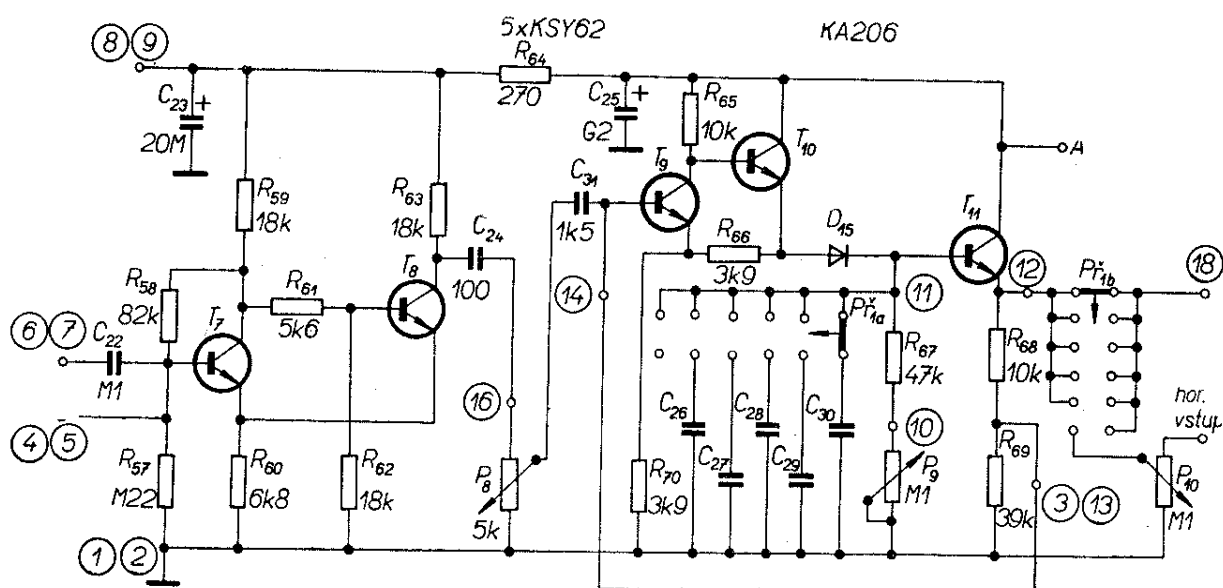 5xKSY62
KA206
8 9
R64
270
C23 +
20M
C25 +
G2
R65
10k
T10
A
R59
18k
R63
18k
C24
100
C31
1k5
T9
R66
3k9
D15
T11
12
Př1b
18
R58
82k
R61
5k6
T8
14
Př1a
11
6 7
C22
M1
T7
R67
47k
R68
10k
16
C26
C28
C30
10
hor.
vstup
4 5
R57
M22
R60
6k8
R62
18k
P8
5k
R70
3k9
C27
C29
P9
M1
R69
39k
3 13
P10
M1
1 2